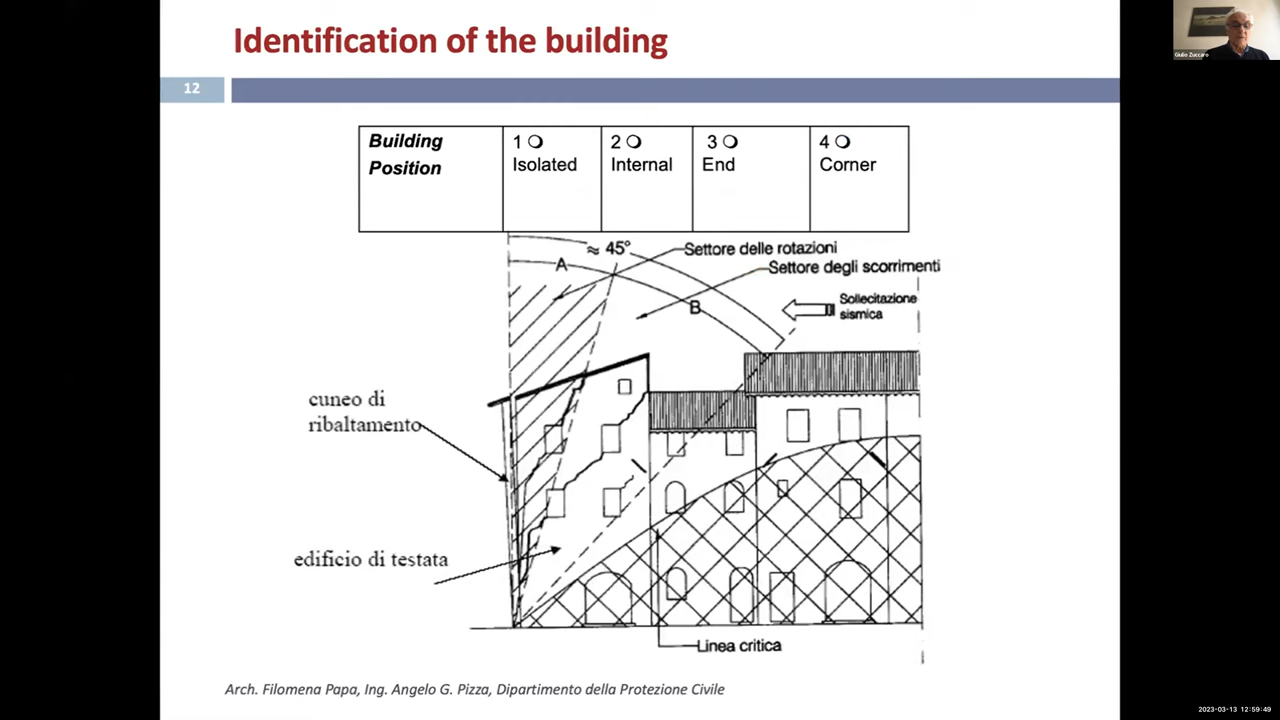 Identification of the building
Giulio Zuccaro
12
Building
Position
1
Isolated
2
Internal
3
End
4
Corner
≈ 45°
Settore delle rotazioni
A
Settore degli scorrimenti
B
Sollecitazione
sismica
cuneo di
ribaltamento
edificio di testata
Linea critica
Arch. Filomena Papa, Ing. Angelo G. Pizza, Dipartimento della Protezione Civile
2023-03-13 12:59:49